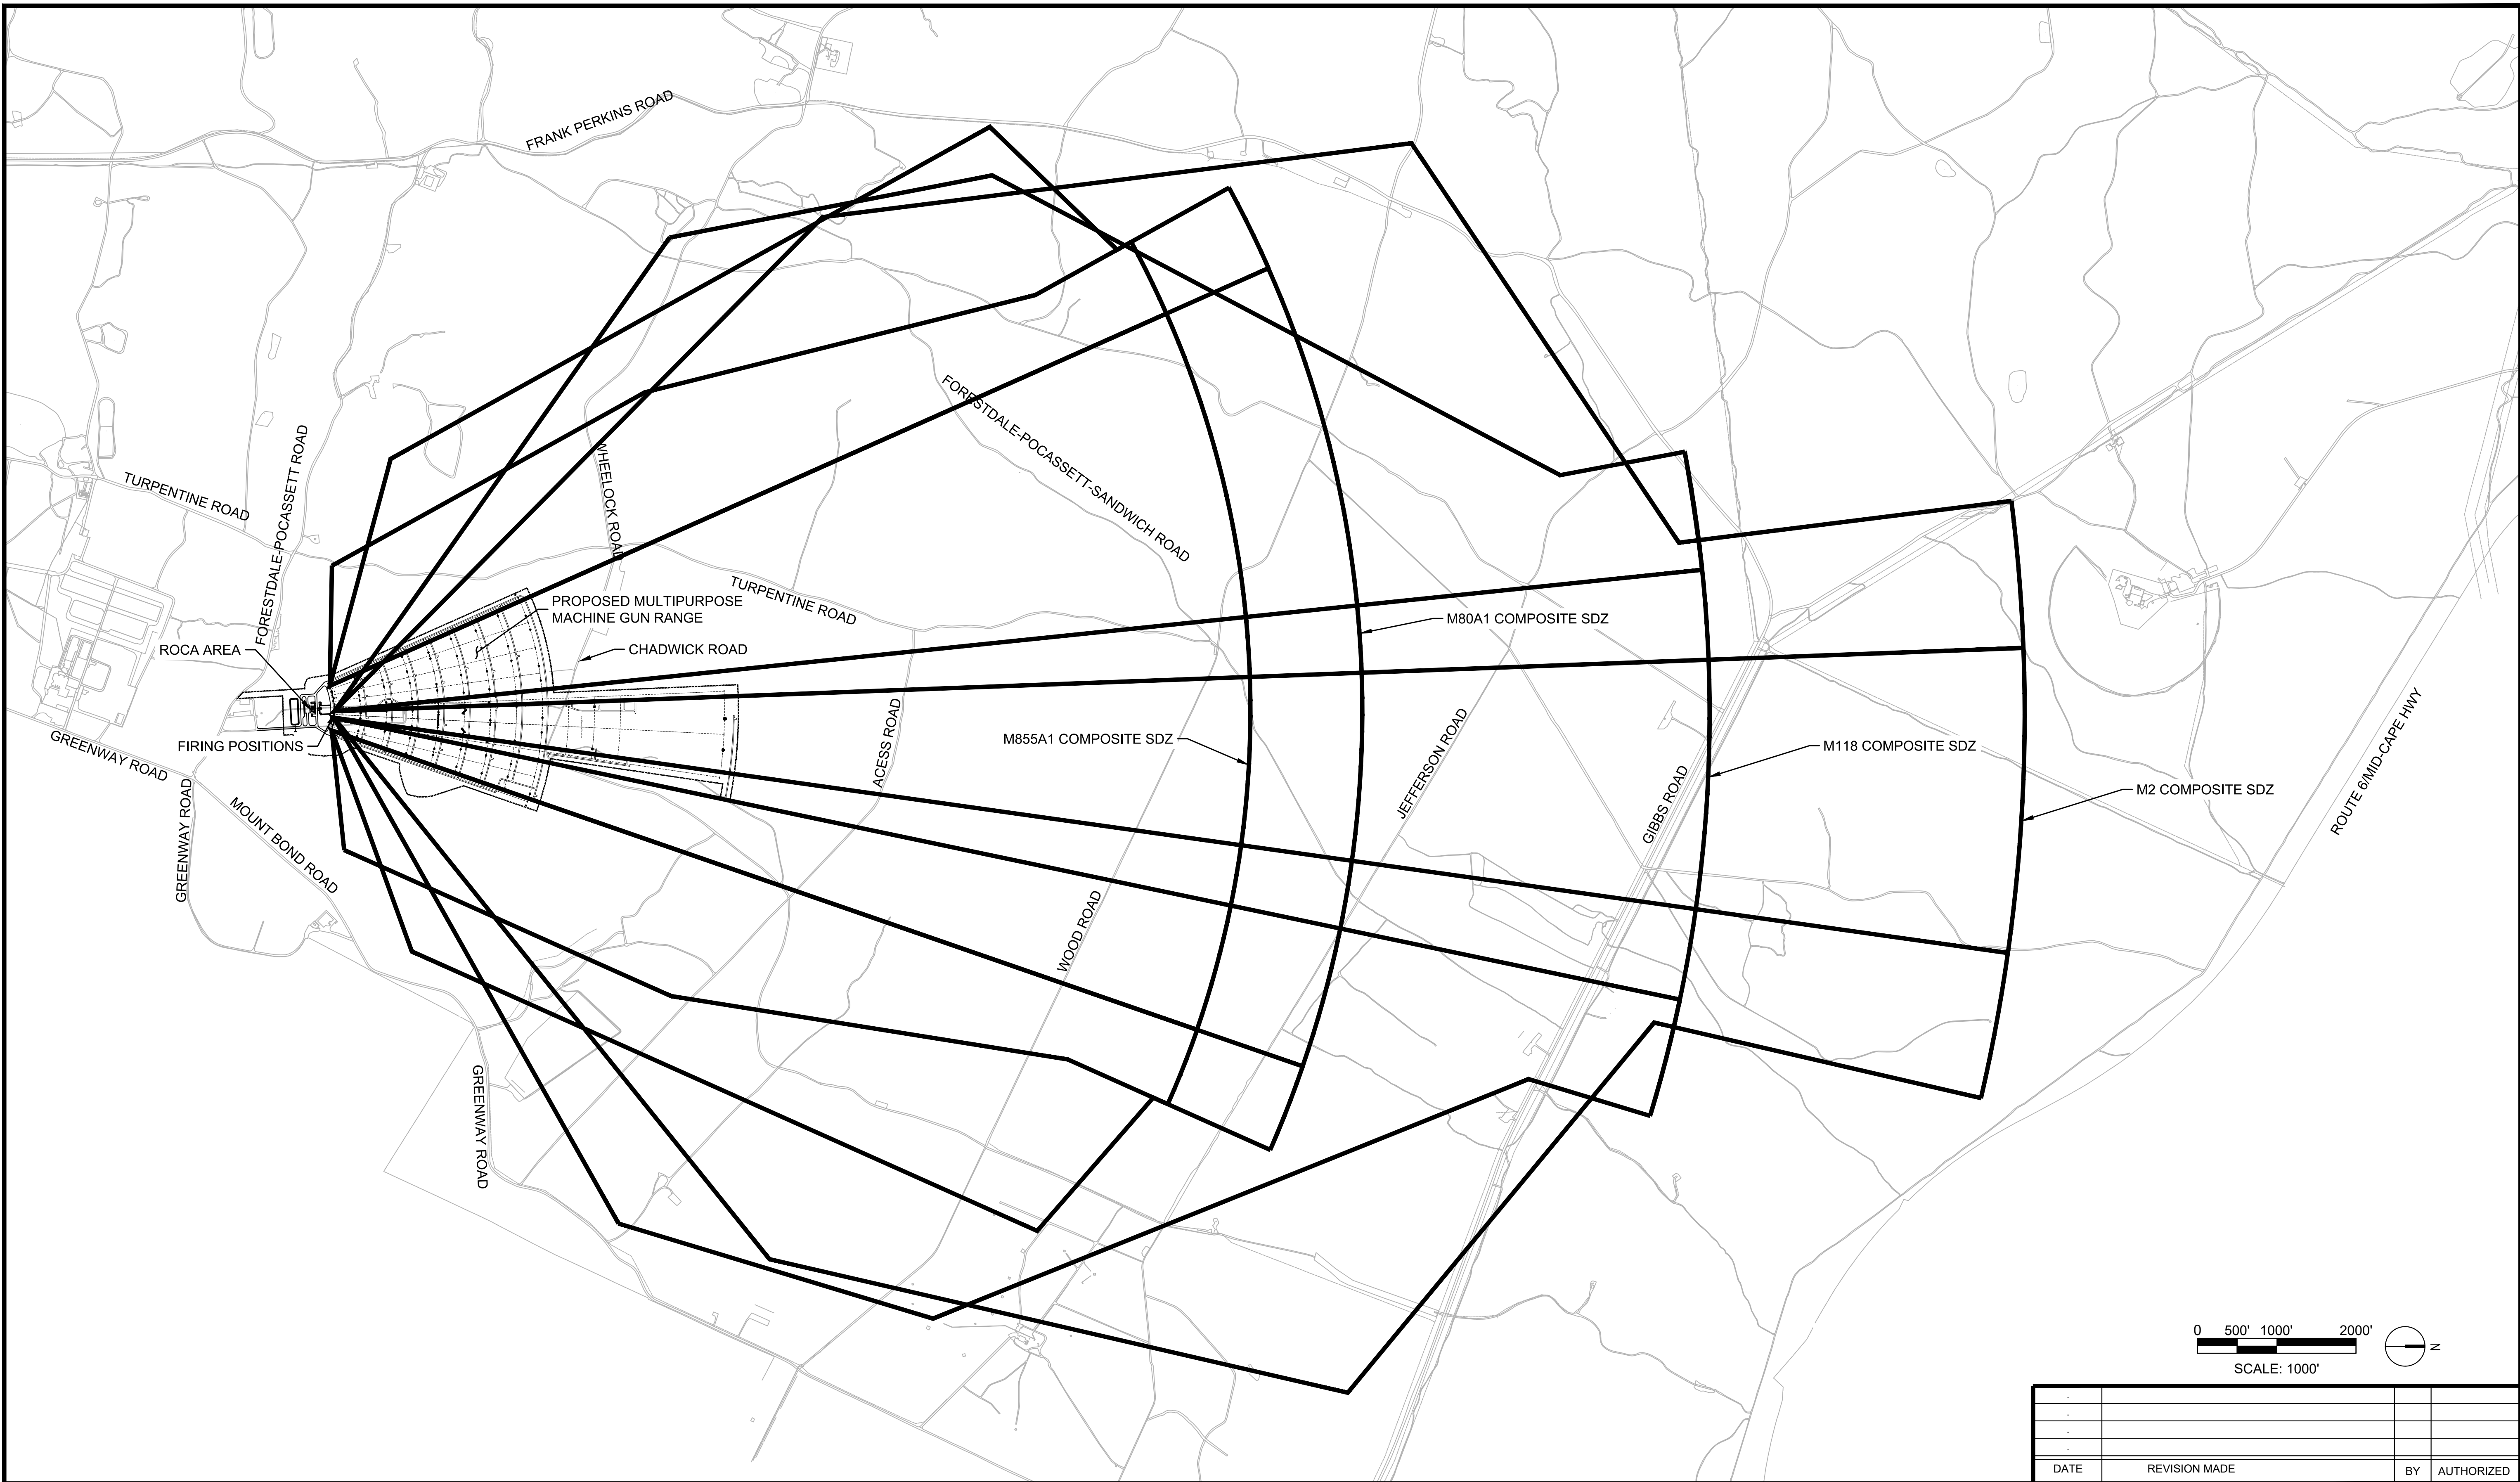 FRANK PERKINS ROAD
FORESTDALE-POCASSETT ROAD
TURPENTINE ROAD
WHEELOCK ROAD
FORESTDALE-POCASSETT-SANDWICH ROAD
TURPENTINE ROAD
PROPOSED MULTIPURPOSE
MACHINE GUN RANGE
CHADWICK ROAD
ROCA AREA
FIRING POSITIONS
GREENWAY ROAD
GREENWAY ROAD
MOUNT BOND ROAD
GREENWAY ROAD
ACESS ROAD
WOOD ROAD
JEFFERSON ROAD
GIBBS ROAD
ROUTE 6/MID-CAPE HWY
M80A1 COMPOSITE SDZ
M855A1 COMPOSITE SDZ
M118 COMPOSITE SDZ
M2 COMPOSITE SDZ
0 500' 1000' 2000'
SCALE: 1000'
N
DATE REVISION MADE BY AUTHORIZED